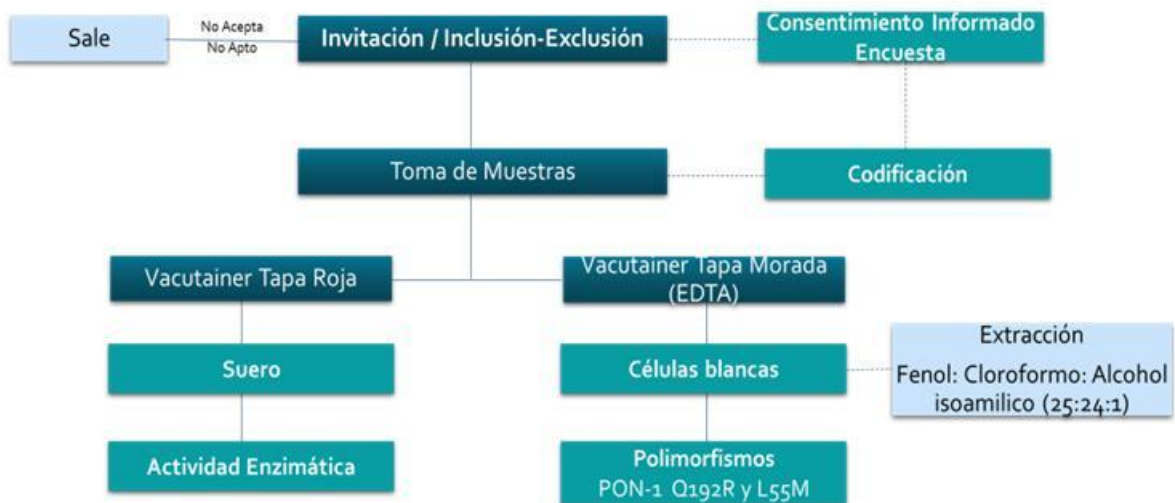 Sale
No Acepta
No Apto
Invitación / Inclusión-Exclusión
Consentimiento Informado
Encuesta
Toma de Muestras
Codificación
Vacutainer Tapa Roja
Vacutainer Tapa Morada
(EDTA)
Suero
Células blancas
Extracción
Fenol: Cloroformo: Alcohol
isoamilico (25:24:1)
Actividad Enzimática
Polimorfismos
PON-1 Q192R y L55M